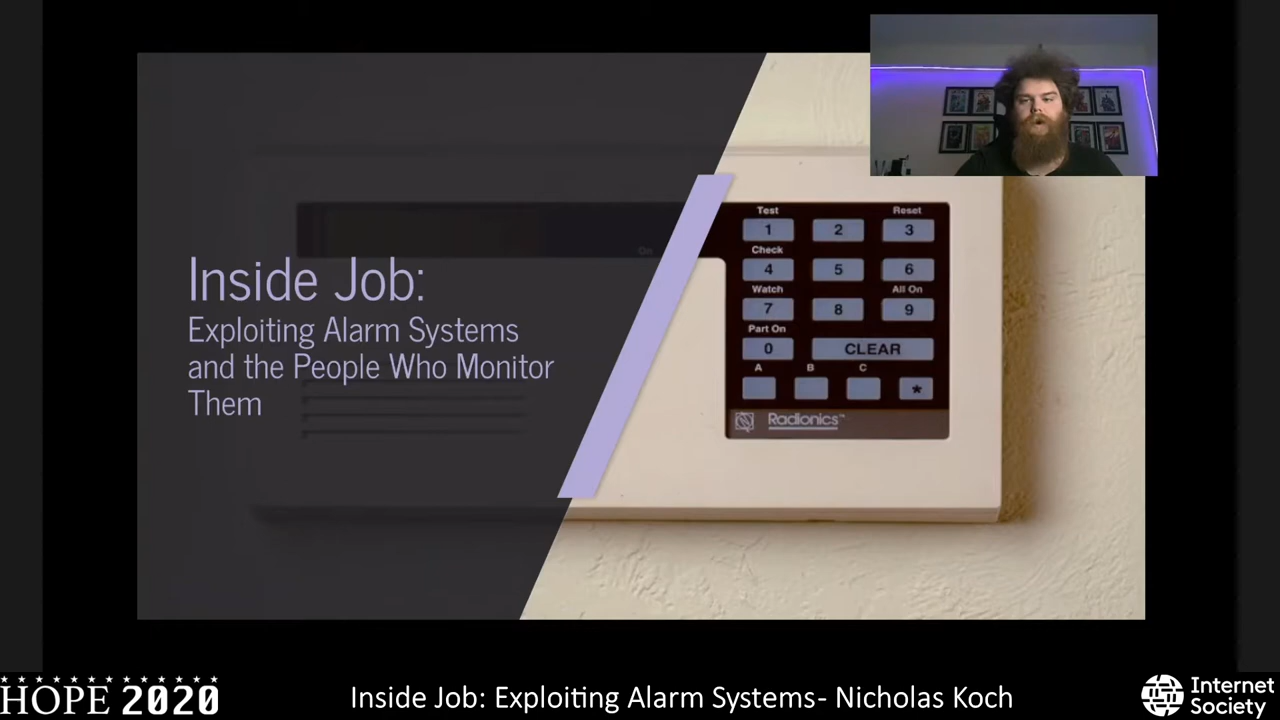 Inside Job:
Exploiting Alarm Systems
and the People Who Monitor
Them
On
Test
Reset
1
2
3
Check
4
5
6
Watch
All On
7
8
9
Part On
0
CLEAR
A
B
C
*
Radionics™
HOPE 2020
Inside Job: Exploiting Alarm Systems- Nicholas Koch
Internet
Society